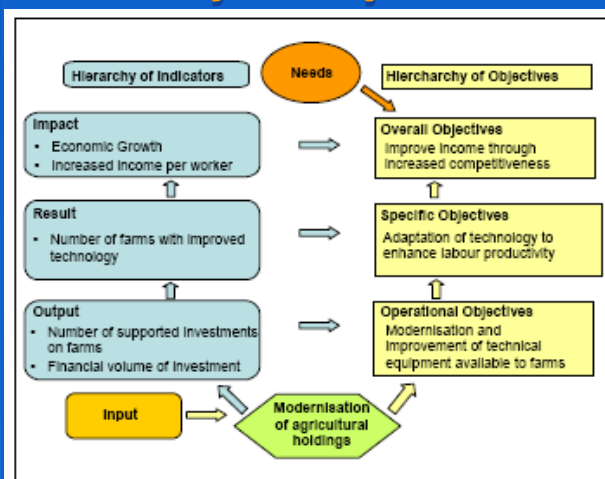 Needs
Hierarchy of Indicators
Hiercharchy of Objectives
Impact
• Economic Growth
• Increased Income per worker
Overall Objectives
Improve Income through
Increased competitiveness
Result
• Number of farms with Improved
technology
Specific Objectives
Adaptation of technology to
enhance labour productivity
Output
• Number of supported Investments
on farms
• Financial volume of Investment
Operational Objectives
Modernisation and
Improvement of technical
equipment available to farms
Input
Modernisation
of agricultural
holdings